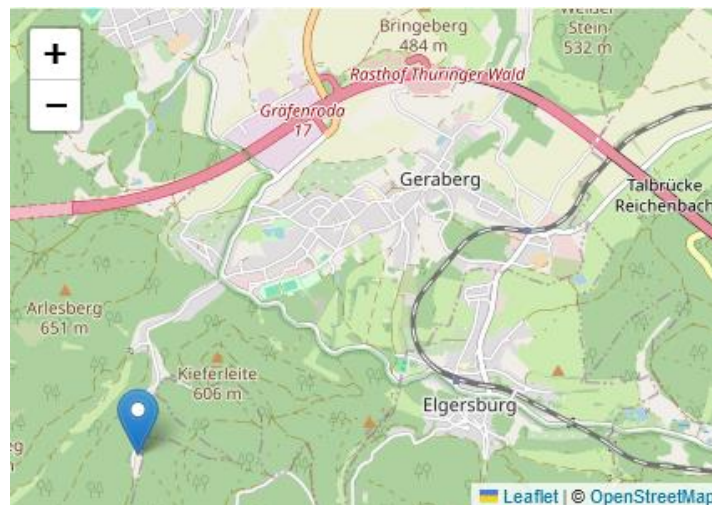 +
−
Bringeberg
484 m
Stein
532 m
Rasthof Thüringer Wald
Gräfenroda
17
Geraberg
Talbrücke
Reichenbach
Arlesberg
651 m
Kieferleite
606 m
Elgersburg
eg
Leaflet | © OpenStreetMap